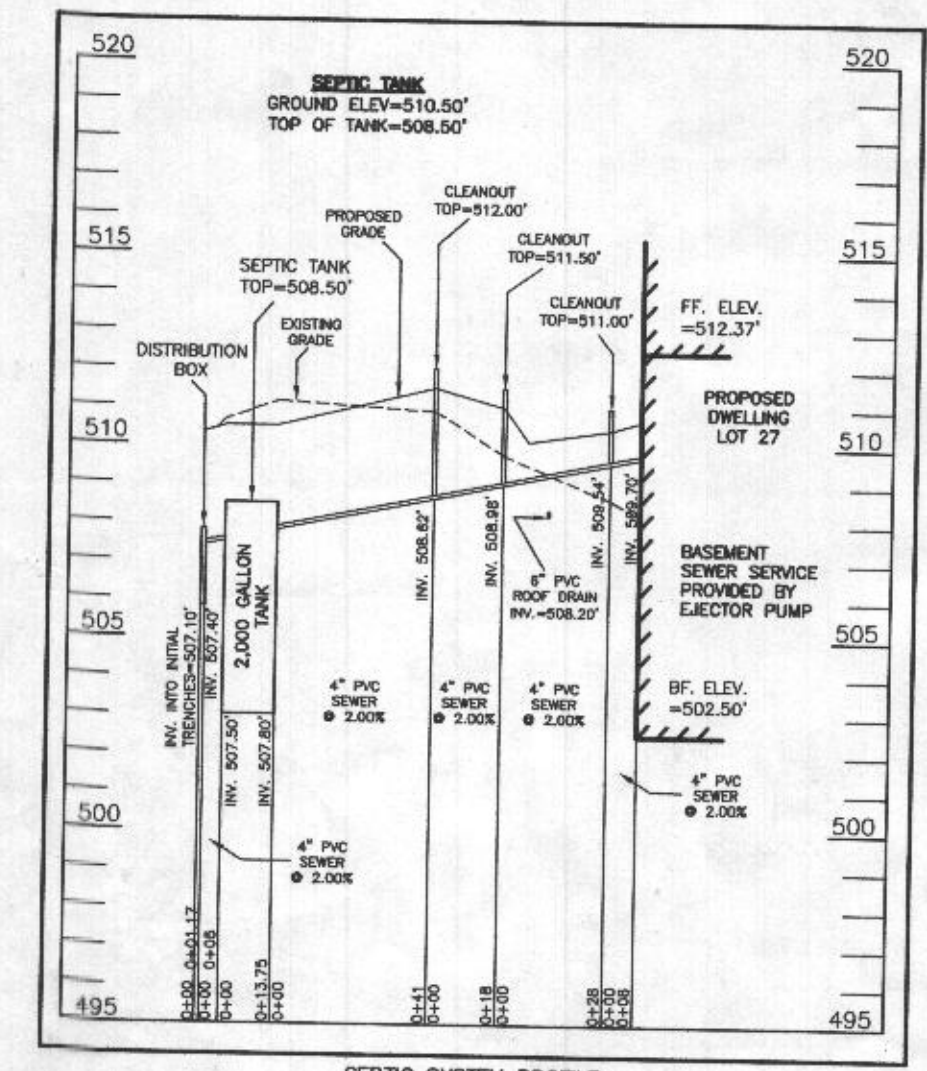 520
520
SEPTIC TANK
GROUND ELEV=510.50'
TOP OF TANK=508.50'
CLEANOUT
TOP=512.00'
PROPOSED
GRADE
515
515
CLEANOUT
TOP=511.50'
SEPTIC TANK
TOP=508.50'
CLEANOUT
TOP=511.00'
FF. ELEV.
=512.37'
EXISTING
GRADE
DISTRIBUTION
BOX
PROPOSED
DWELLING
LOT 27
510
510
INV. INTO INITIAL
TRENCHES=507.10'
INV. 507.40'
2,000 GALLON
TANK
INV. 507.50'
INV. 507.80'
INV. 508.62'
INV. 508.98'
6" PVC
ROOF DRAIN
INV.=508.20'
INV. 509.54'
INV. 509.70'
BASEMENT
SEWER SERVICE
PROVIDED BY
EJECTOR PUMP
505
505
4" PVC
SEWER
@ 2.00%
4" PVC
SEWER
@ 2.00%
4" PVC
SEWER
@ 2.00%
BF. ELEV.
=502.50'
4" PVC
SEWER
@ 2.00%
500
500
4" PVC
SEWER
@ 2.00%
0+00 0+01.17
0+00
0+05
0+00
0+13.75
0+00
0+41
0+00
0+18
0+00
0+28
0+00
0+08
495
495